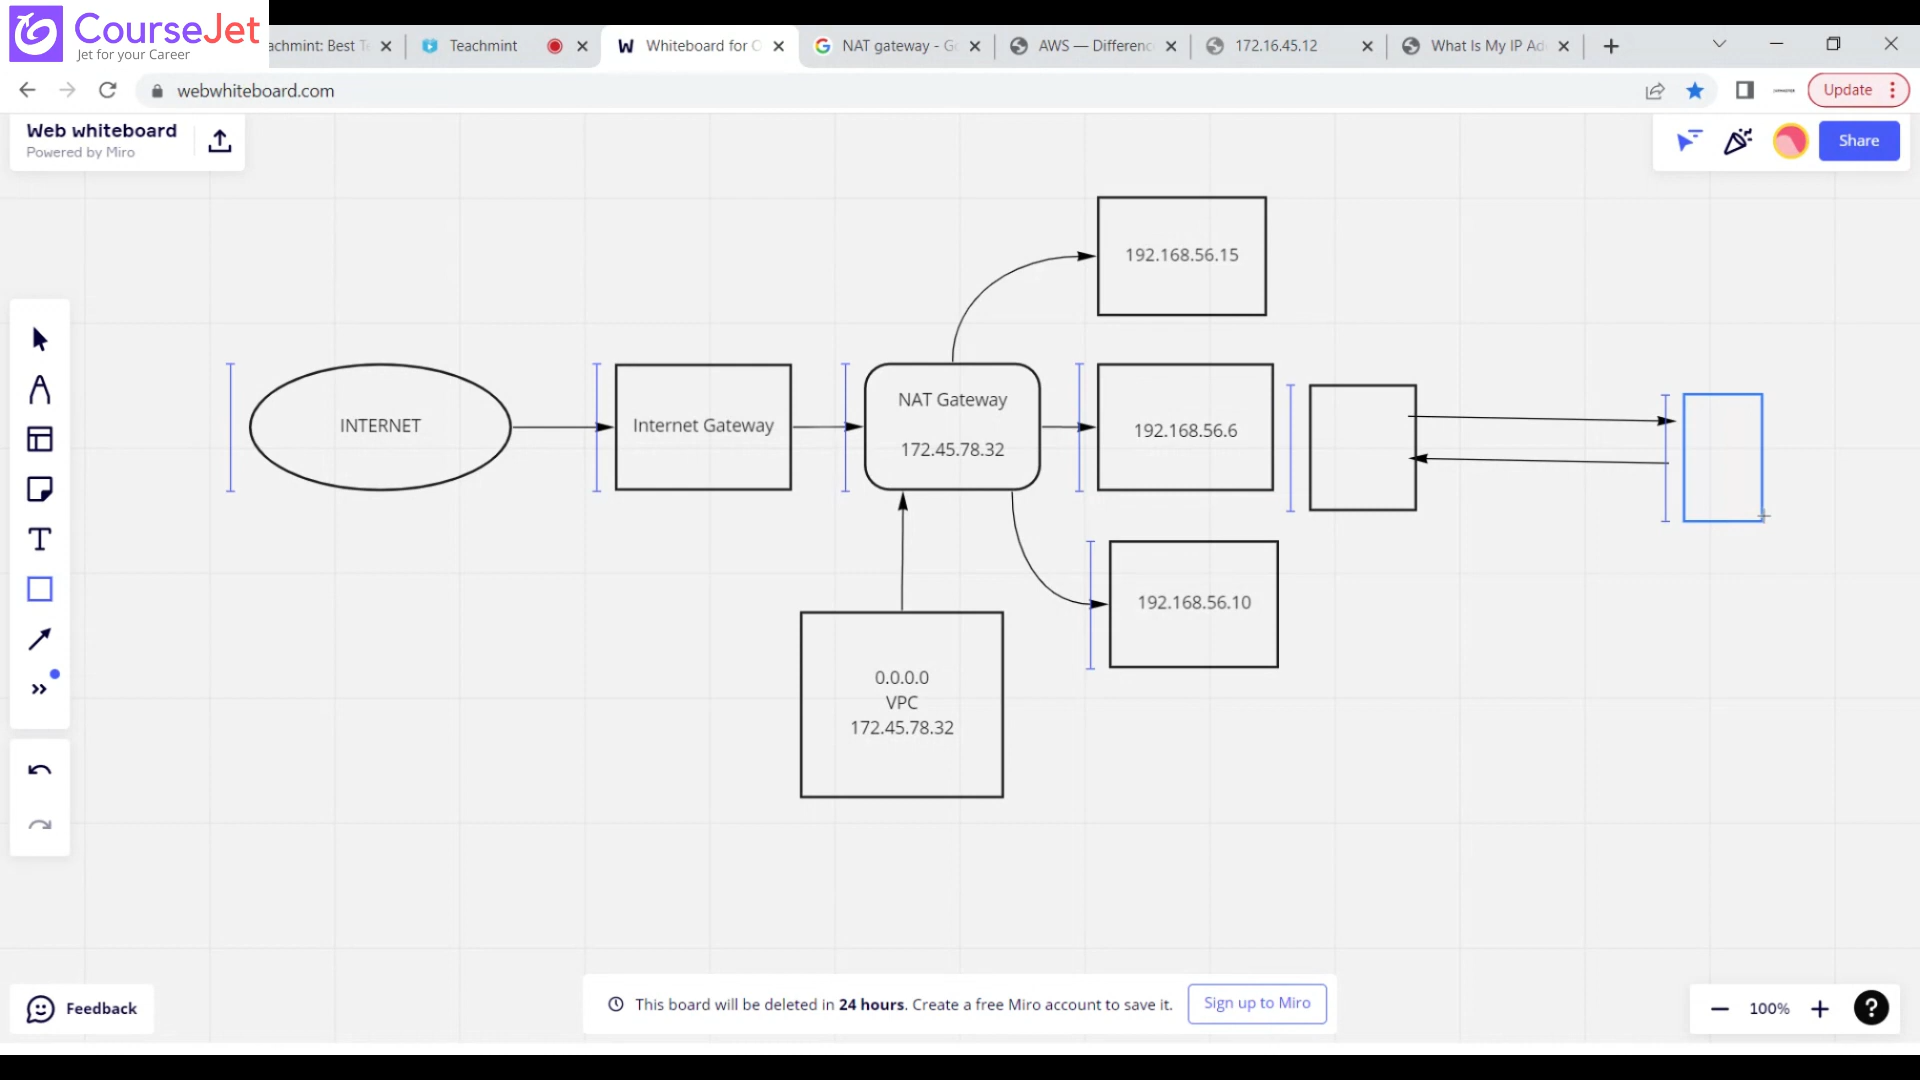 CourseJet
Jet for your Career
achmint: Best T
Teachmint
Whiteboard for O
NAT gateway - G
AWS — Differenc
172.16.45.12
What Is My IP Ad
webwhiteboard.com
Update
Web whiteboard
Powered by Miro
Share
192.168.56.15
INTERNET
Internet Gateway
NAT Gateway
172.45.78.32
192.168.56.6
192.168.56.10
0.0.0.0
VPC
172.45.78.32
Feedback
This board will be deleted in 24 hours. Create a free Miro account to save it.
Sign up to Miro
100%